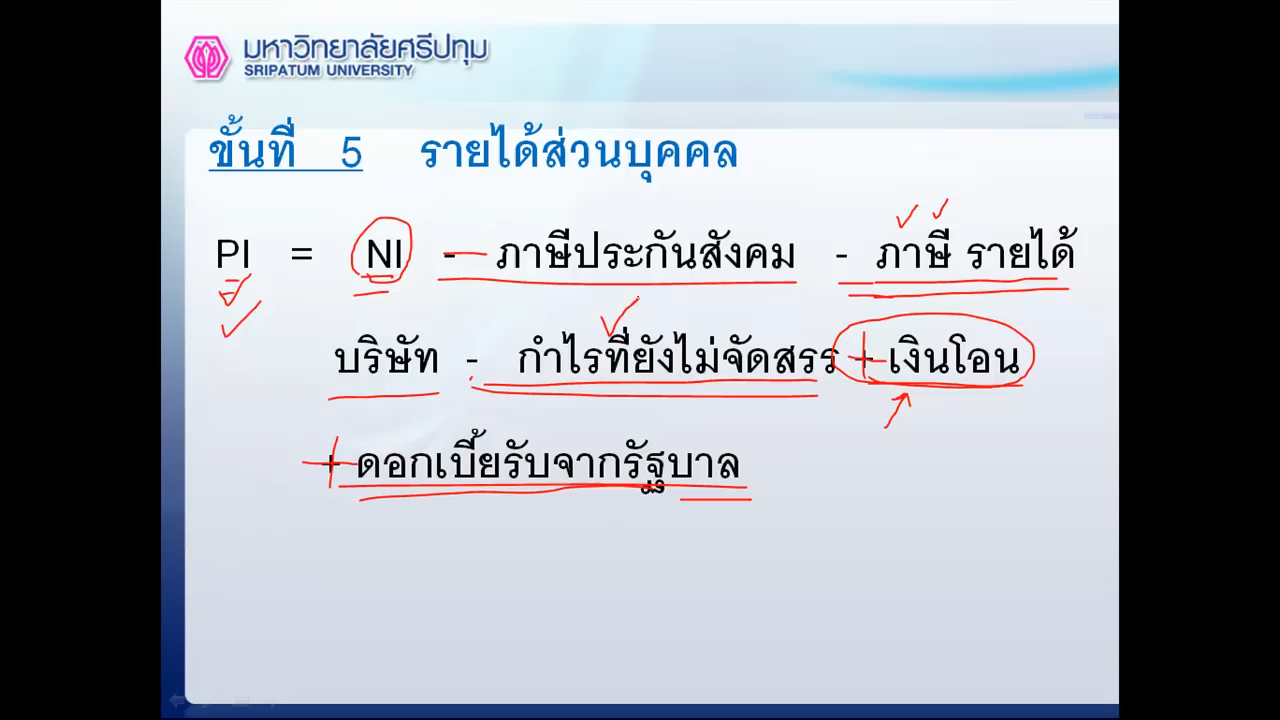 มหาวิทยาลัยศรีปทุม
SRIPATUM UNIVERSITY
ขั้นที่ 5 รายได้ส่วนบุคคล
PI = NI - ภาษีประกันสังคม - ภาษี รายได้
บริษัท - กำไรที่ยังไม่จัดสรร + เงินโอน
+ ดอกเบี้ยรับจากรัฐบาล